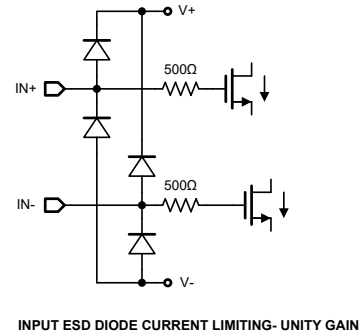 V+
500Ω
IN+
500Ω
IN-
V-
INPUT ESD DIODE CURRENT LIMITING- UNITY GAIN